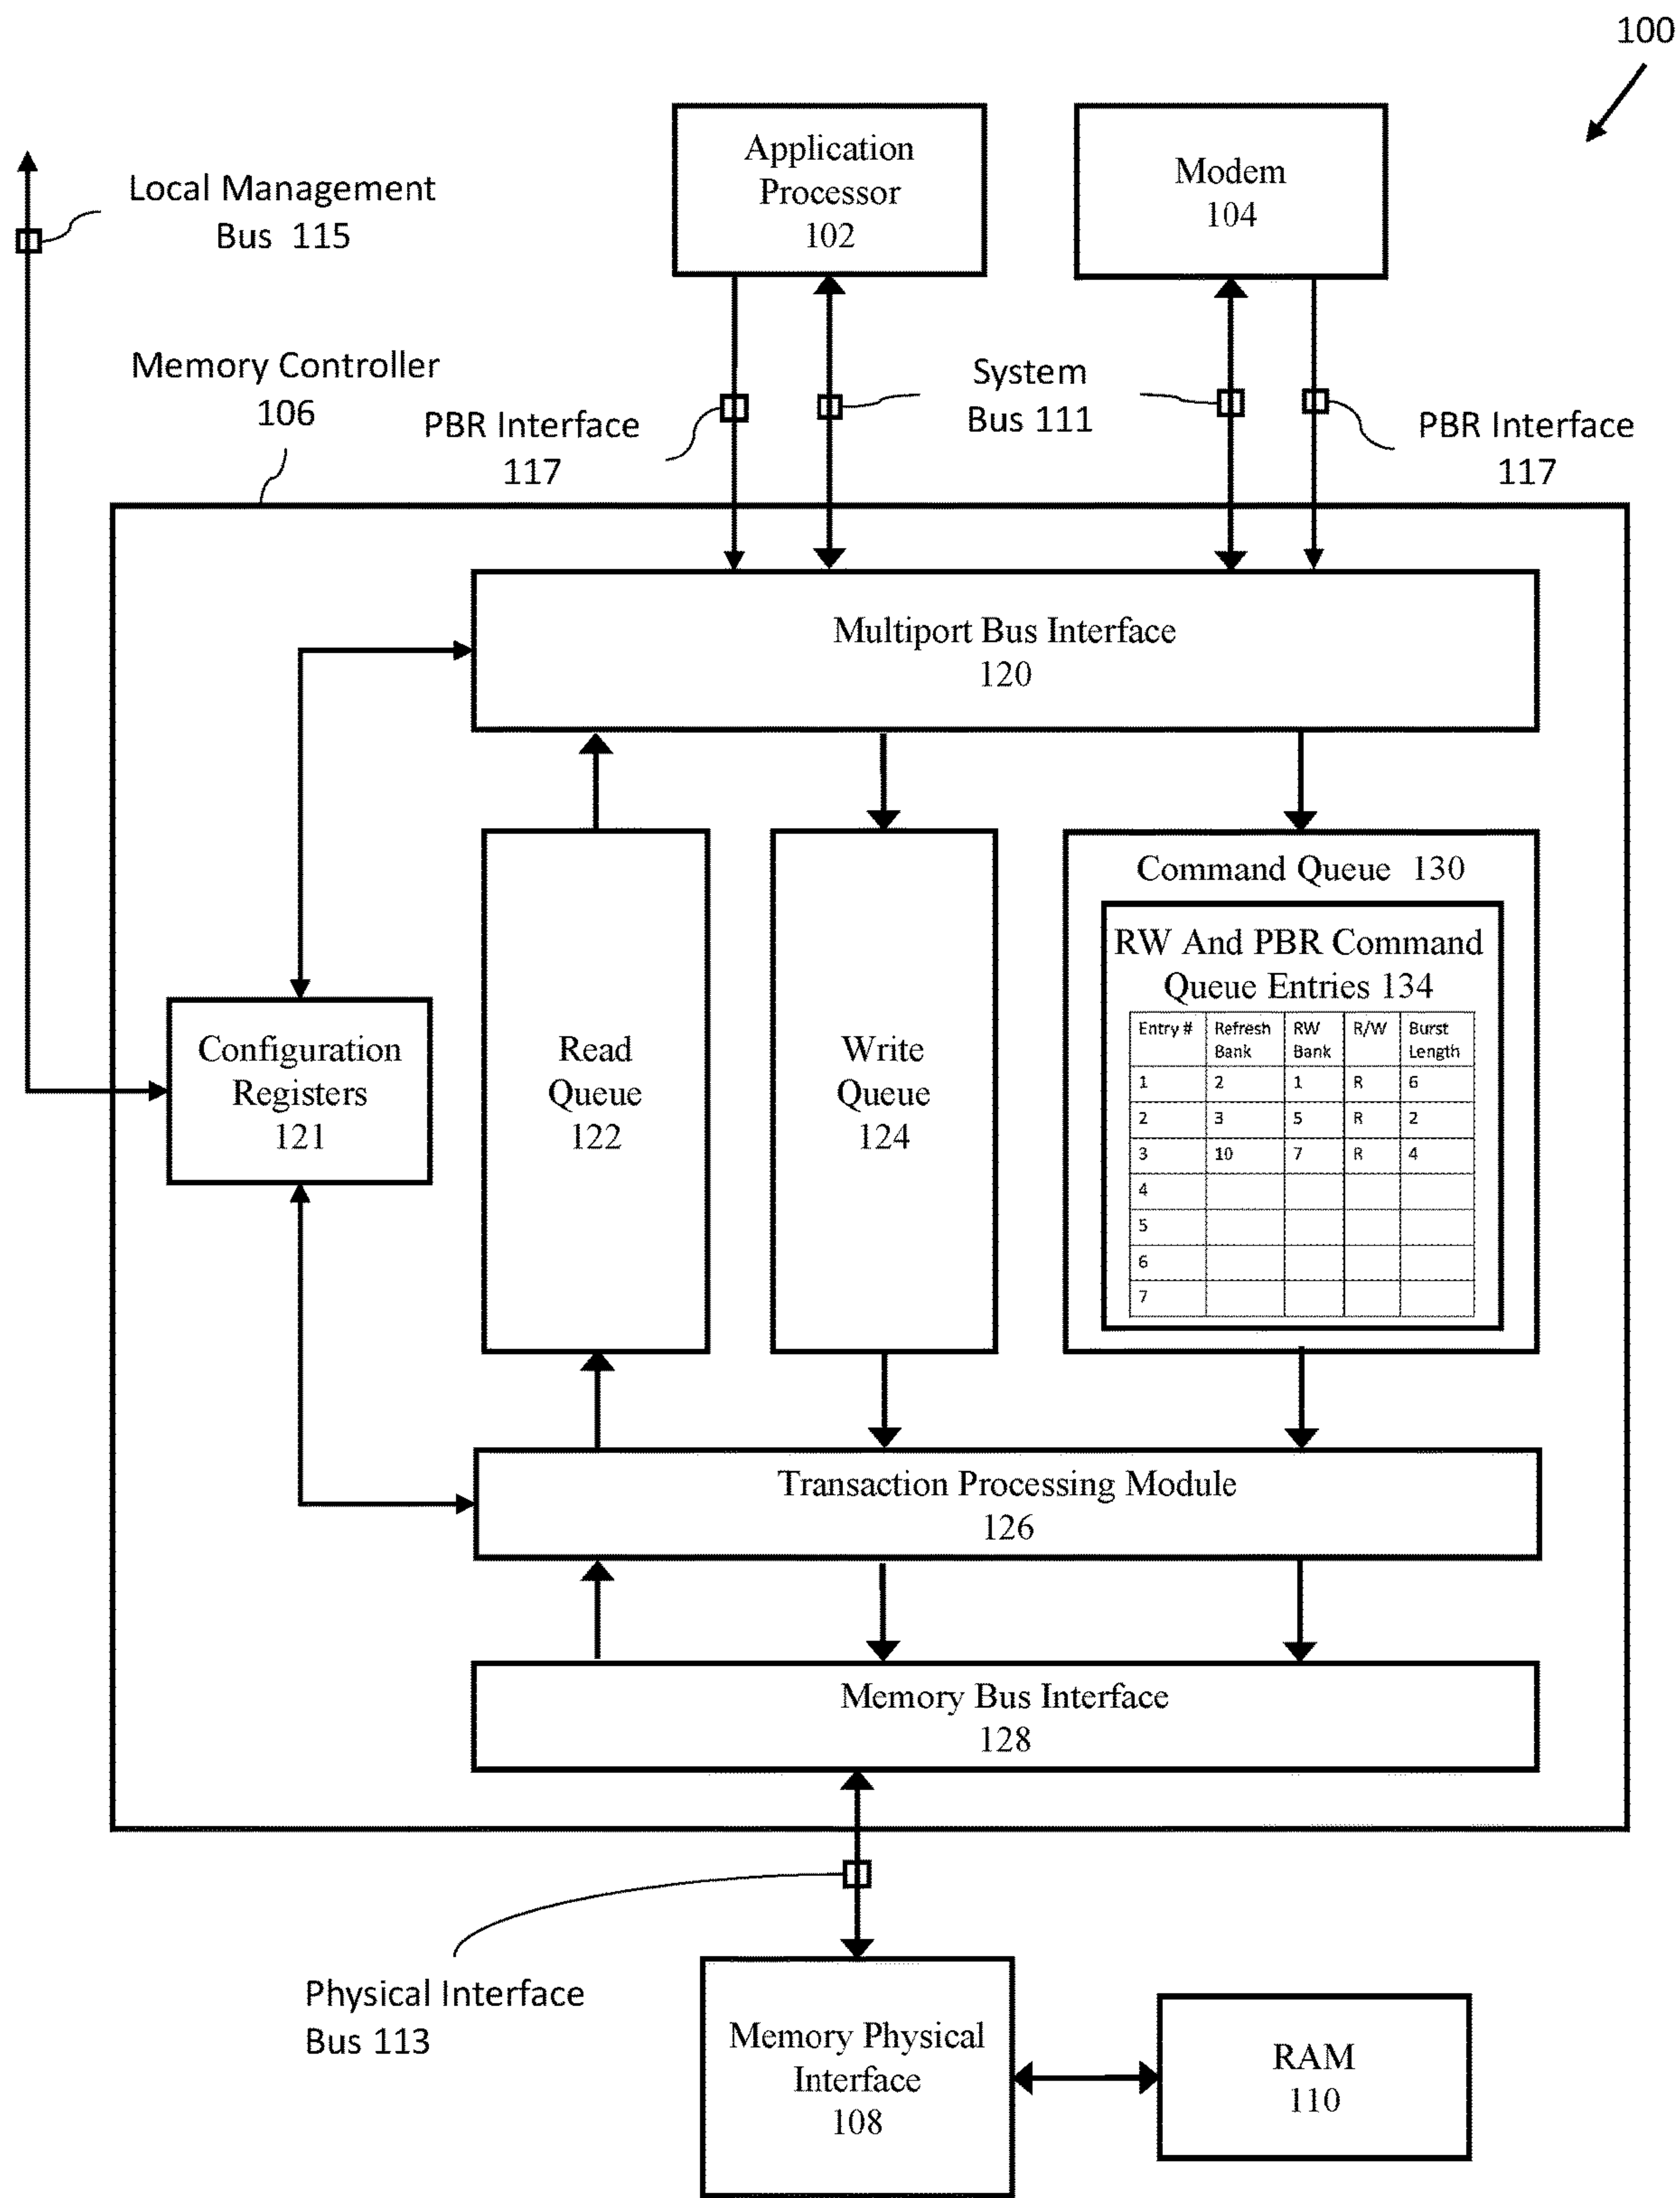 100
Application
Processor
102
Modem
104
Local Management
Bus 115
Memory Controller
106
PBR Interface
117
System
Bus 111
PBR Interface
117
Multiport Bus Interface
120
Command Queue 130
RW And PBR Command
Queue Entries 134
Entry # Refresh Bank RW Bank R/W Burst Length
1 2 1 R 6
2 3 5 R 2
3 10 7 R 4
4
5
6
7
Configuration
Registers
121
Read
Queue
122
Write
Queue
124
Transaction Processing Module
126
Memory Bus Interface
128
Physical Interface
Bus 113
Memory Physical
Interface
108
RAM
110